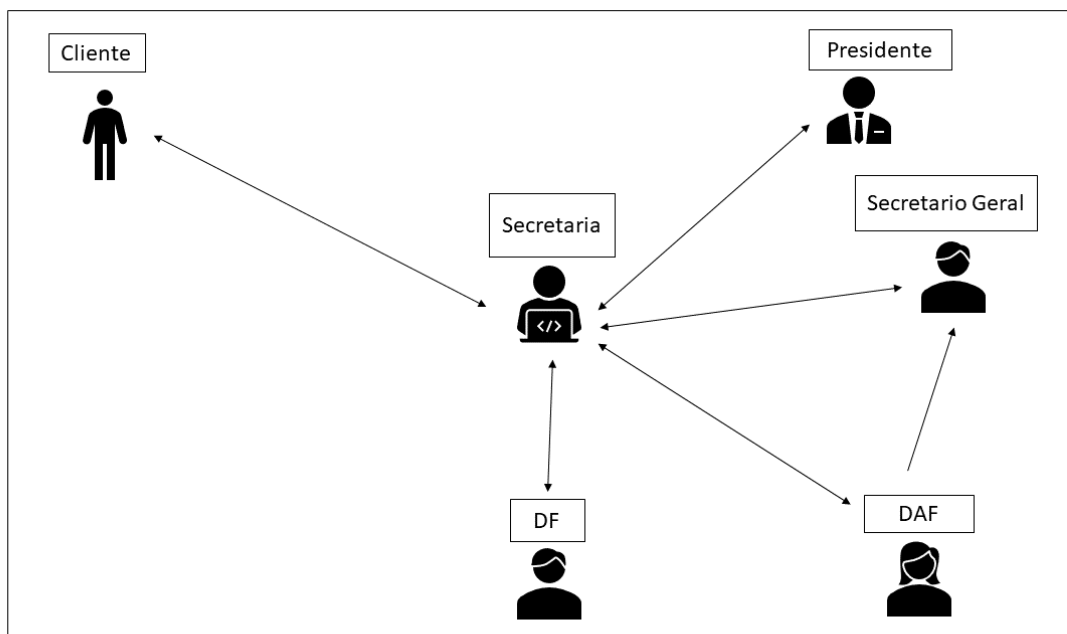 Cliente
Presidente
Secretaria
Secretario Geral
</>
DF
DAF